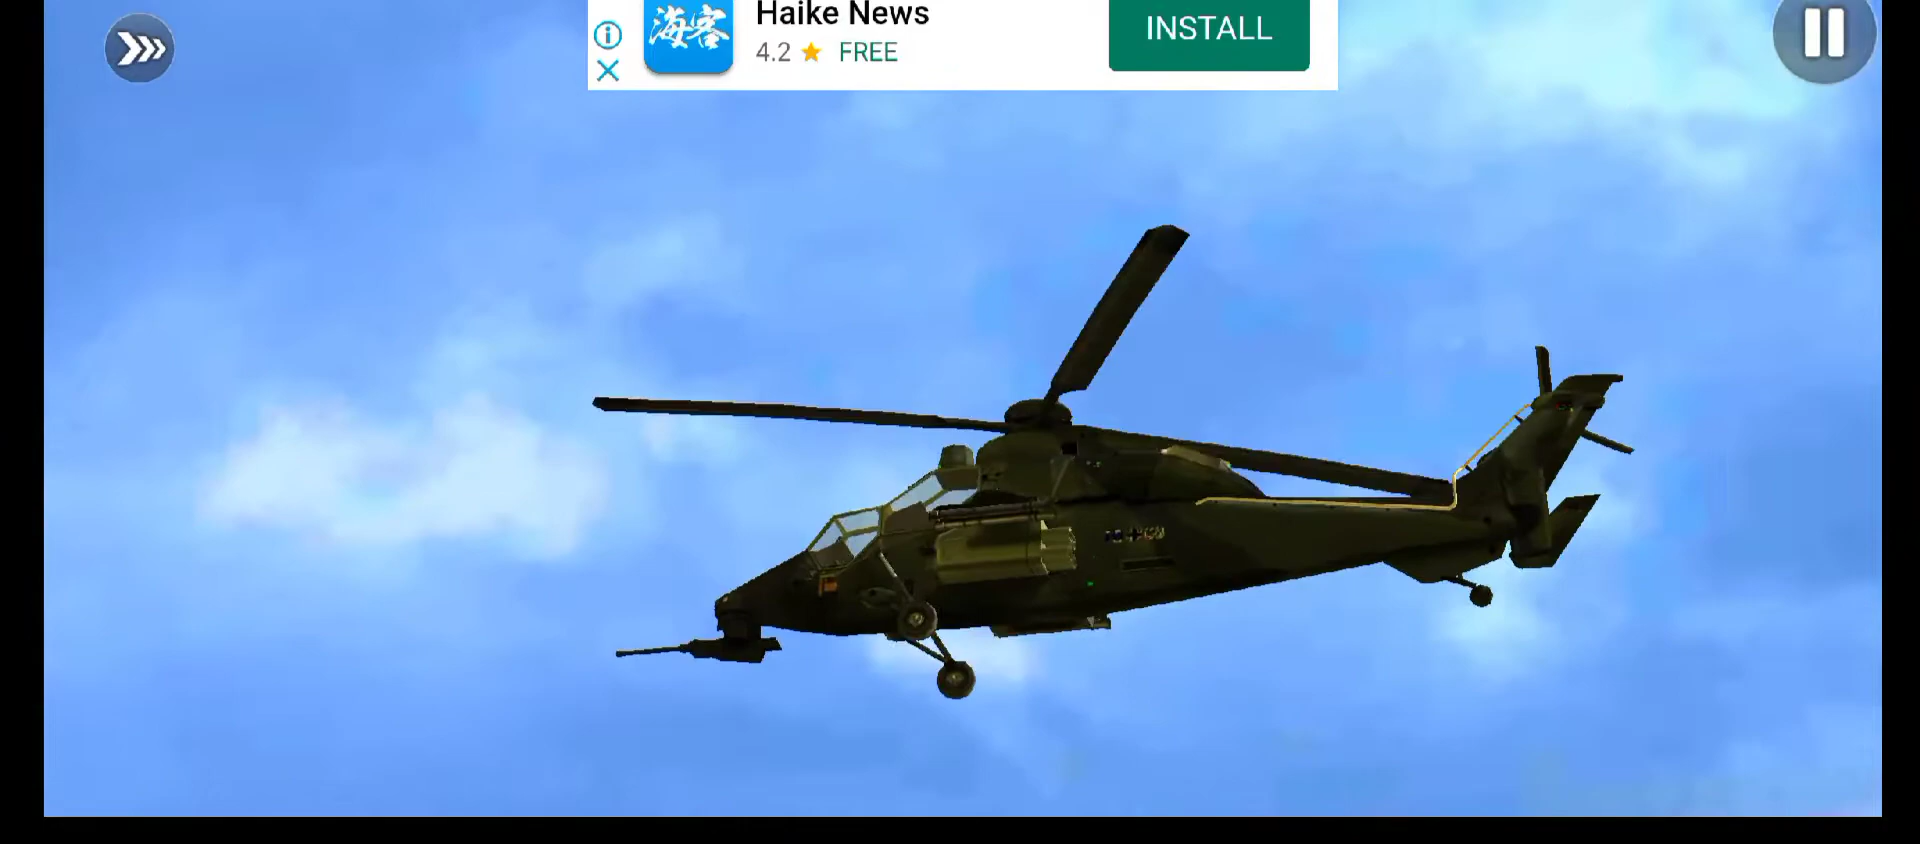 海客
Haike News
4.2 ★ FREE
INSTALL